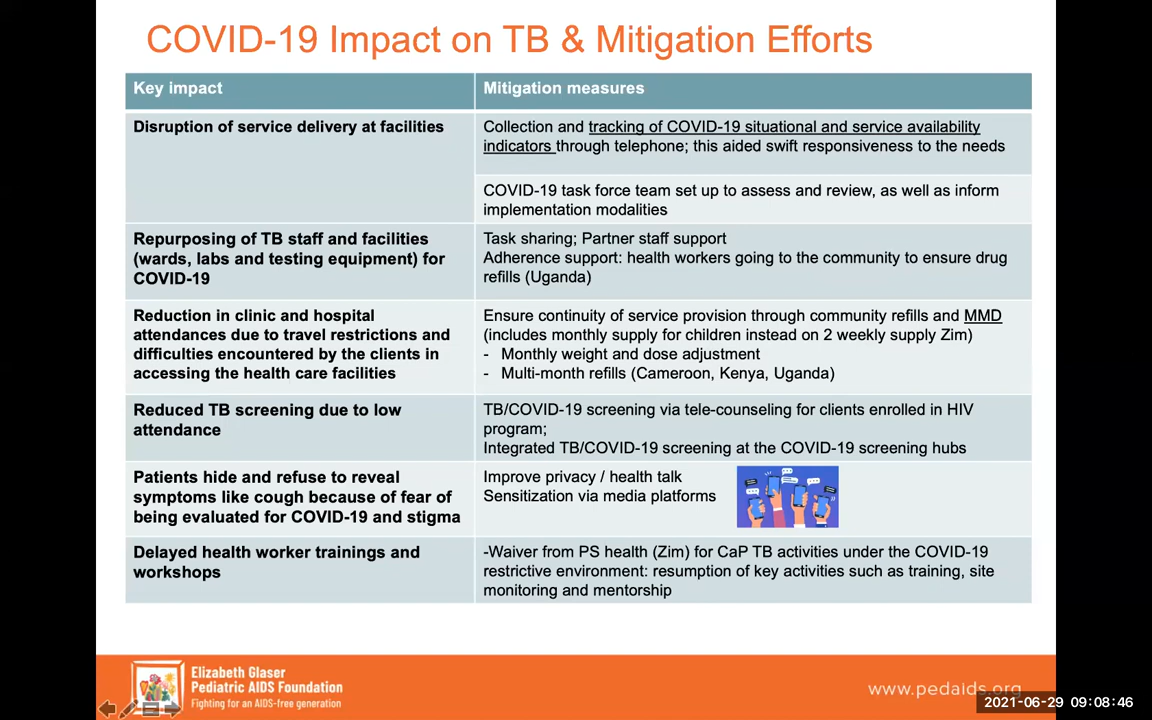 COVID-19 Impact on TB & Mitigation Efforts
Key impact
Mitigation measures
Disruption of service delivery at facilities
Collection and tracking of COVID-19 situational and service availability
indicators through telephone; this aided swift responsiveness to the needs
COVID-19 task force team set up to assess and review, as well as inform
implementation modalities
Repurposing of TB staff and facilities
(wards, labs and testing equipment) for
COVID-19
Task sharing; Partner staff support
Adherence support: health workers going to the community to ensure drug
refills (Uganda)
Reduction in clinic and hospital
attendances due to travel restrictions and
difficulties encountered by the clients in
accessing the health care facilities
Ensure continuity of service provision through community refills and MMD
(includes monthly supply for children instead on 2 weekly supply Zim)
- Monthly weight and dose adjustment
- Multi-month refills (Cameroon, Kenya, Uganda)
Reduced TB screening due to low
attendance
TB/COVID-19 screening via tele-counseling for clients enrolled in HIV
program;
Integrated TB/COVID-19 screening at the COVID-19 screening hubs
Patients hide and refuse to reveal
symptoms like cough because of fear of
being evaluated for COVID-19 and stigma
Improve privacy / health talk
Sensitization via media platforms
Delayed health worker trainings and
workshops
-Waiver from PS health (Zim) for CaP TB activities under the COVID-19
restrictive environment: resumption of key activities such as training, site
monitoring and mentorship
Elizabeth Glaser
Pediatric AIDS Foundation
Fighting for an AIDS-free generation
www.pedaids.org
2021-06-29 09:08:46